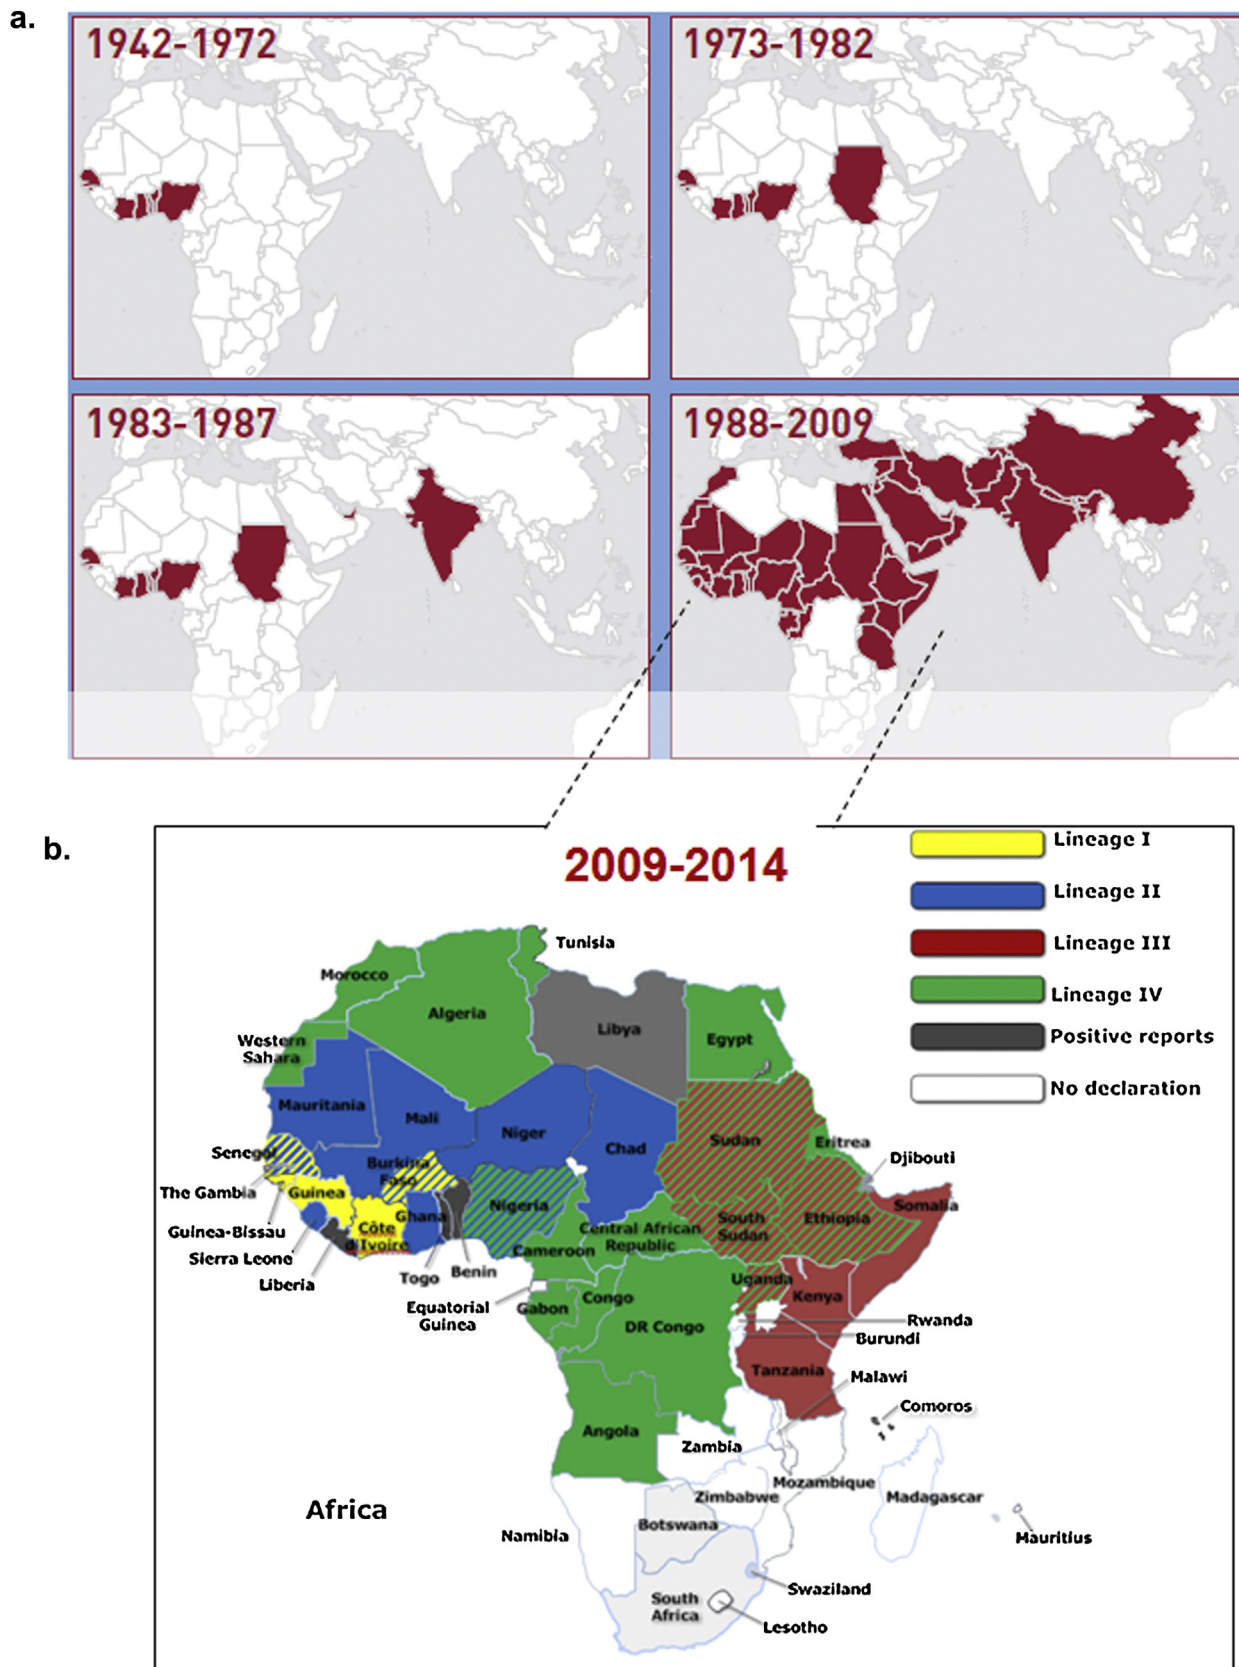 a.
1942-1972
1973-1982
1983-1987
1988-2009
b.
2009-2014
Lineage I
Lineage II
Lineage III
Lineage IV
Positive reports
No declaration
Tunisia
Morocco
Algeria
Libya
Egypt
Western
Sahara
Mauritania
Mali
Niger
Chad
Sudan
Eritrea
Djibouti
Senegal
Burkina
Faso
The Gambia
Guinea
Nigeria
Somalia
Guinea-Bissau
Côte
d'Ivoire
Ghana
Central African
Republic
South
Sudan
Ethiopia
Sierra Leone
Cameroon
Liberia
Togo
Benin
Uganda
Kenya
Equatorial
Guinea
Gabon
Congo
DR Congo
Rwanda
Burundi
Tanzania
Malawi
Comoros
Angola
Zambia
Mozambique
Zimbabwe
Madagascar
Africa
Namibia
Botswana
Mauritius
Swaziland
South
Africa
Lesotho